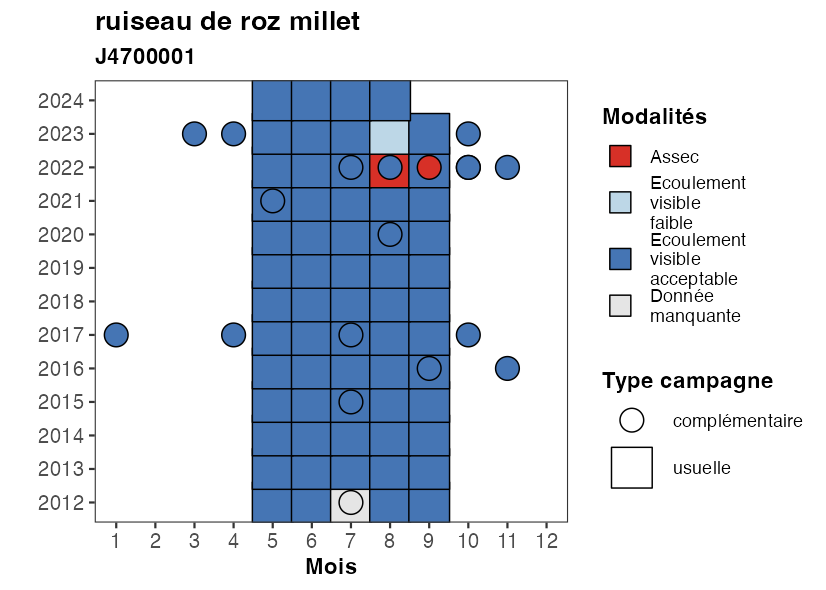 ruiseau de roz millet
J4700001
2024
2023
2022
2021
2020
2019
2018
2017
2016
2015
2014
2013
2012
1 2 3 4 5 6 7 8 9 10 11 12
Mois
Modalités
Assec
Ecoulement
visible
faible
Ecoulement
visible
acceptable
Donnée
manquante
Type campagne
complémentaire
usuelle